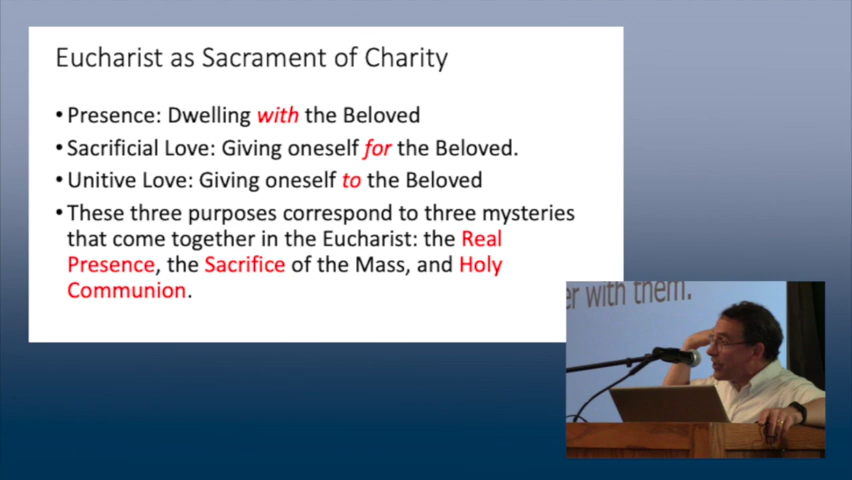 Eucharist as Sacrament of Charity
• Presence: Dwelling with the Beloved
• Sacrificial Love: Giving oneself for the Beloved.
• Unitive Love: Giving oneself to the Beloved
• These three purposes correspond to three mysteries
that come together in the Eucharist: the Real
Presence, the Sacrifice of the Mass, and Holy
Communion.
er with them.